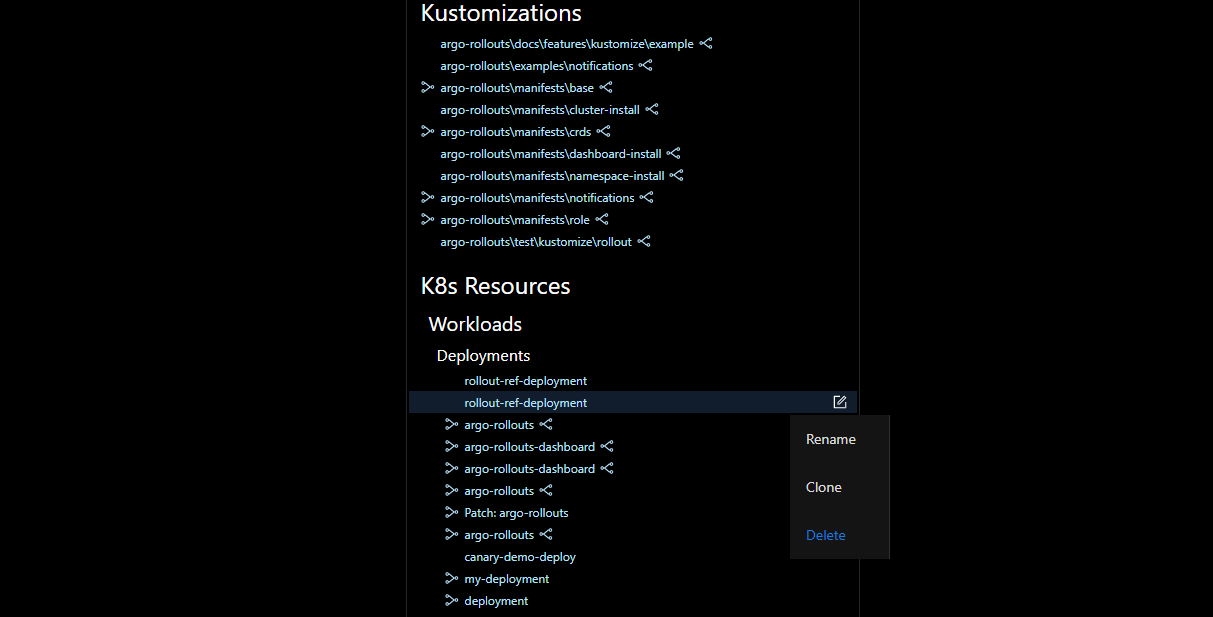 Kustomizations
argo-rollouts\docs\features\kustomize\example
argo-rollouts\examples\notifications
argo-rollouts\manifests\base
argo-rollouts\manifests\cluster-install
argo-rollouts\manifests\crds
argo-rollouts\manifests\dashboard-install
argo-rollouts\manifests\namespace-install
argo-rollouts\manifests\notifications
argo-rollouts\manifests\role
argo-rollouts\test\kustomize\rollout
K8s Resources
Workloads
Deployments
rollout-ref-deployment
rollout-ref-deployment
argo-rollouts
argo-rollouts-dashboard
argo-rollouts-dashboard
argo-rollouts
Patch: argo-rollouts
argo-rollouts
canary-demo-deploy
my-deployment
deployment
Rename
Clone
Delete